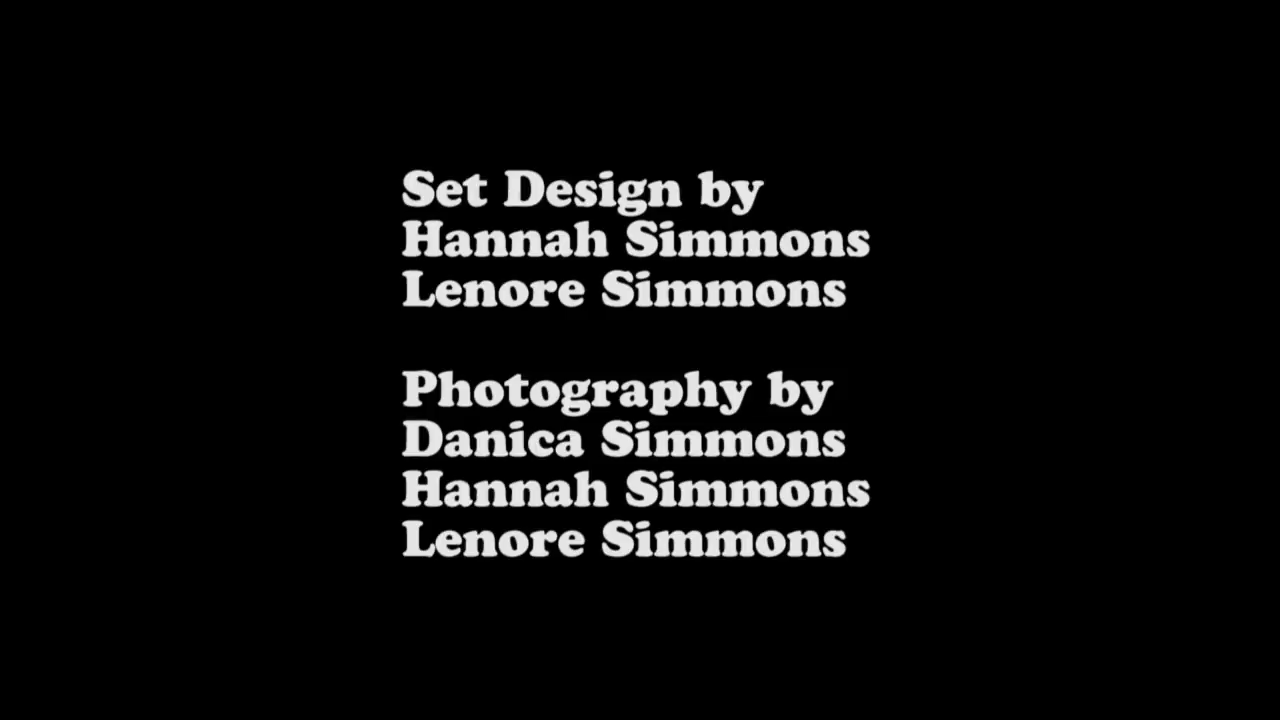 Set Design by
Hannah Simmons
Lenore Simmons
Photography by
Danica Simmons
Hannah Simmons
Lenore Simmons